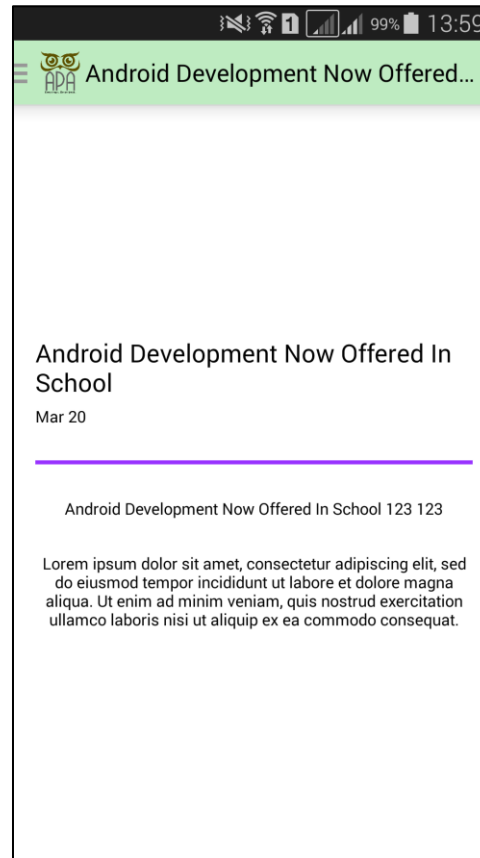 1 99% 13:59
APA Android Development Now Offered...
Android Development Now Offered In
School
Mar 20
Android Development Now Offered In School 123 123
Lorem ipsum dolor sit amet, consectetur adipiscing elit, sed
do eiusmod tempor incididunt ut labore et dolore magna
aliqua. Ut enim ad minim veniam, quis nostrud exercitation
ullamco laboris nisi ut aliquip ex ea commodo consequat.